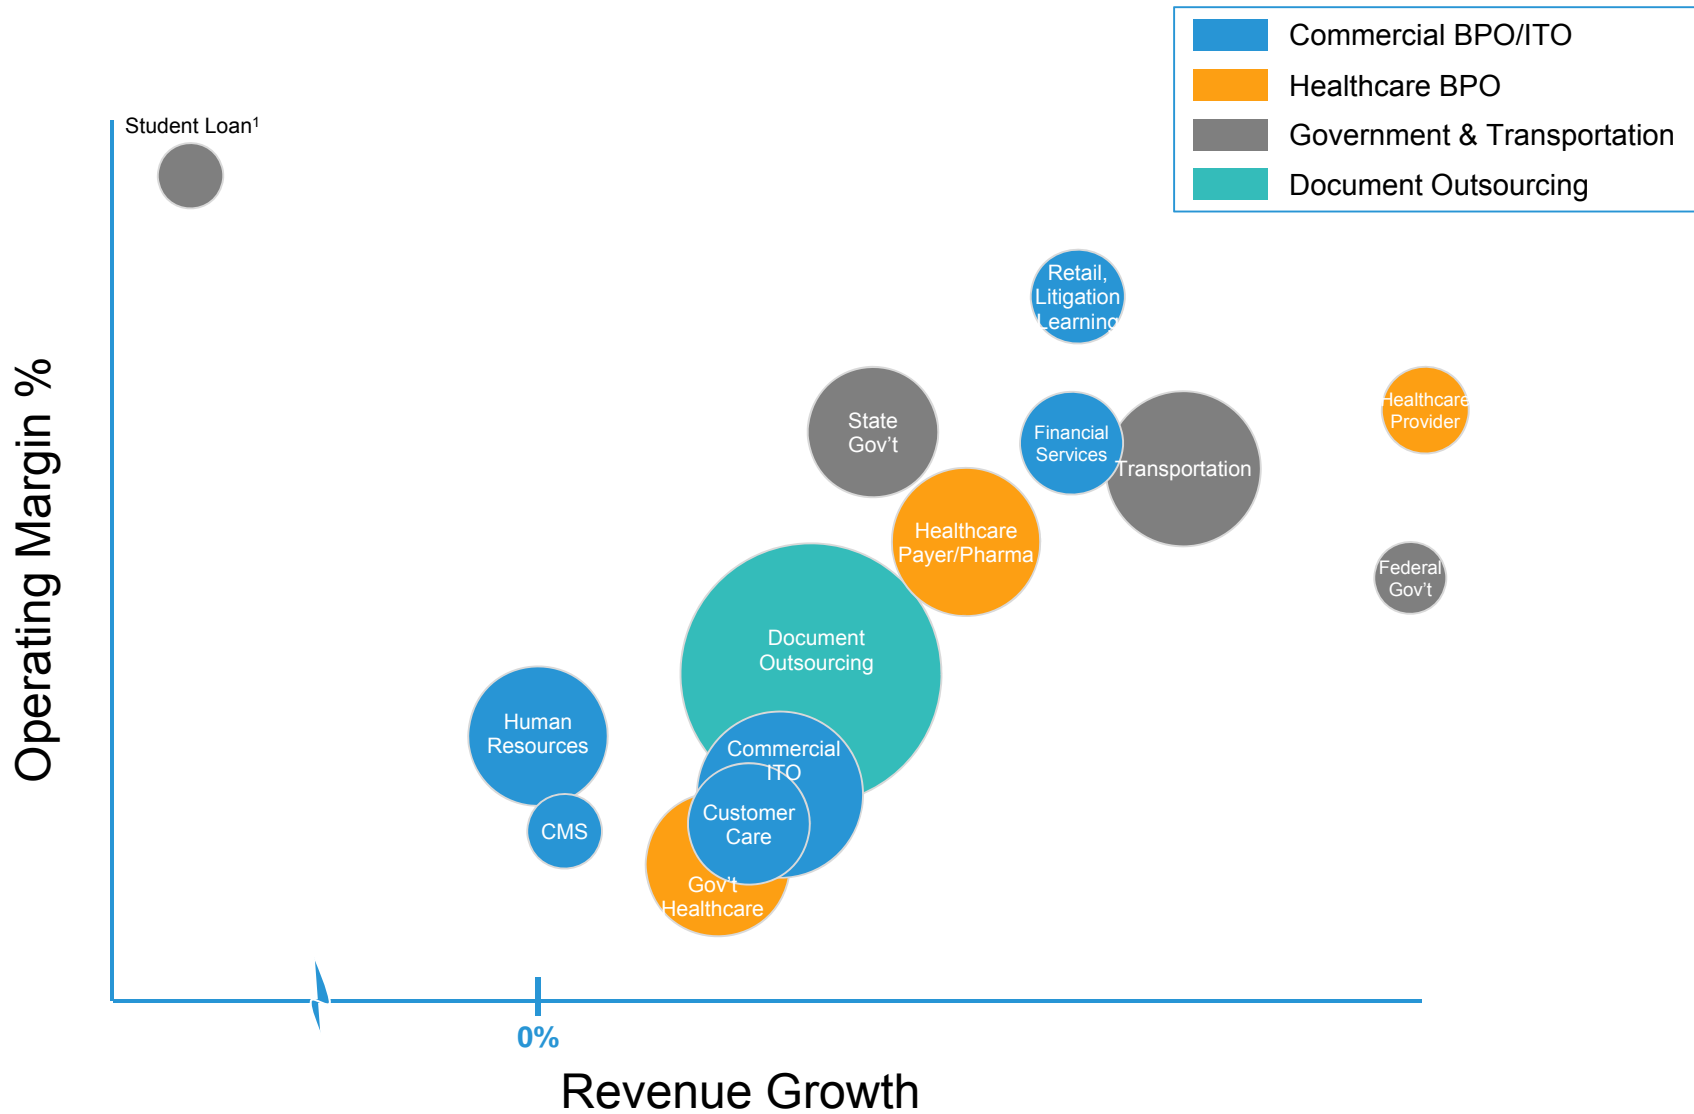 Commercial BPO/ITO
Healthcare BPO
Government & Transportation
Document Outsourcing
Student Loan¹
Retail,
Litigation
Learning
State
Gov’t
Financial
Services
Transportation
Healthcare
Provider
Healthcare
Payer/Pharma
Federal
Gov’t
Document
Outsourcing
Human
Resources
Commercial
ITO
Customer
Care
CMS
Gov’t
Healthcare
Operating Margin %
0%
Revenue Growth